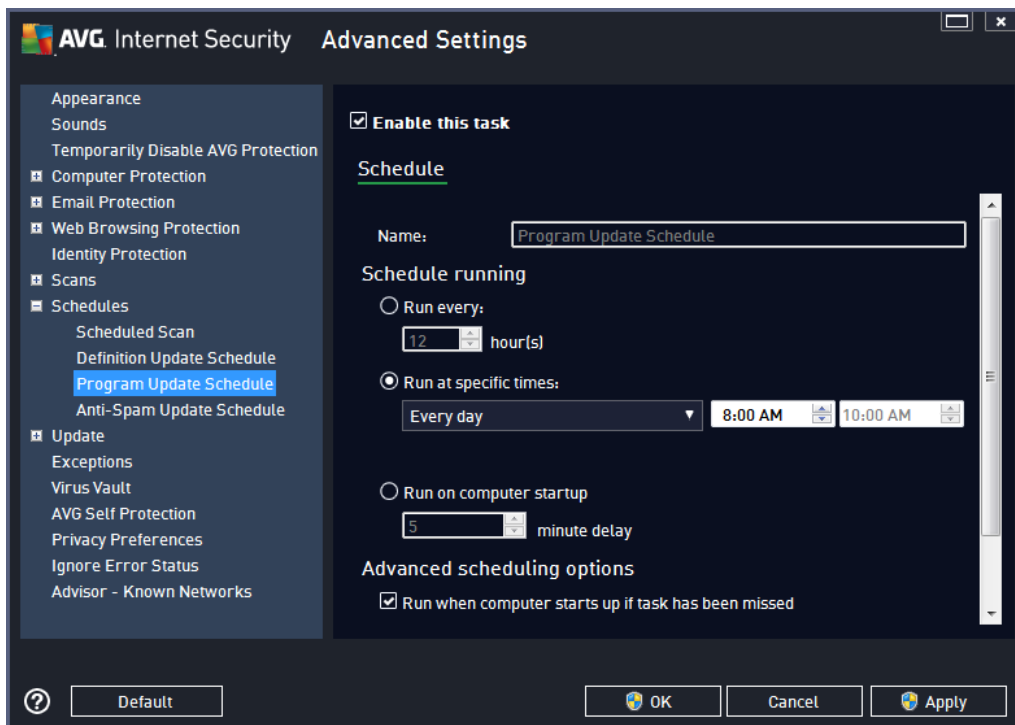 AVG. Internet Security Advanced Settings
Appearance
Sounds
Temporarily Disable AVG Protection
Computer Protection
Email Protection
Web Browsing Protection
Identity Protection
Scans
Schedules
Scheduled Scan
Definition Update Schedule
Program Update Schedule
Anti-Spam Update Schedule
Update
Exceptions
Virus Vault
AVG Self Protection
Privacy Preferences
Ignore Error Status
Advisor - Known Networks
Enable this task
Schedule
Name: Program Update Schedule
Schedule running
Run every:
12 hour(s)
Run at specific times:
Every day 8:00 AM 10:00 AM
Run on computer startup
5 minute delay
Advanced scheduling options
Run when computer starts up if task has been missed
? Default OK Cancel Apply